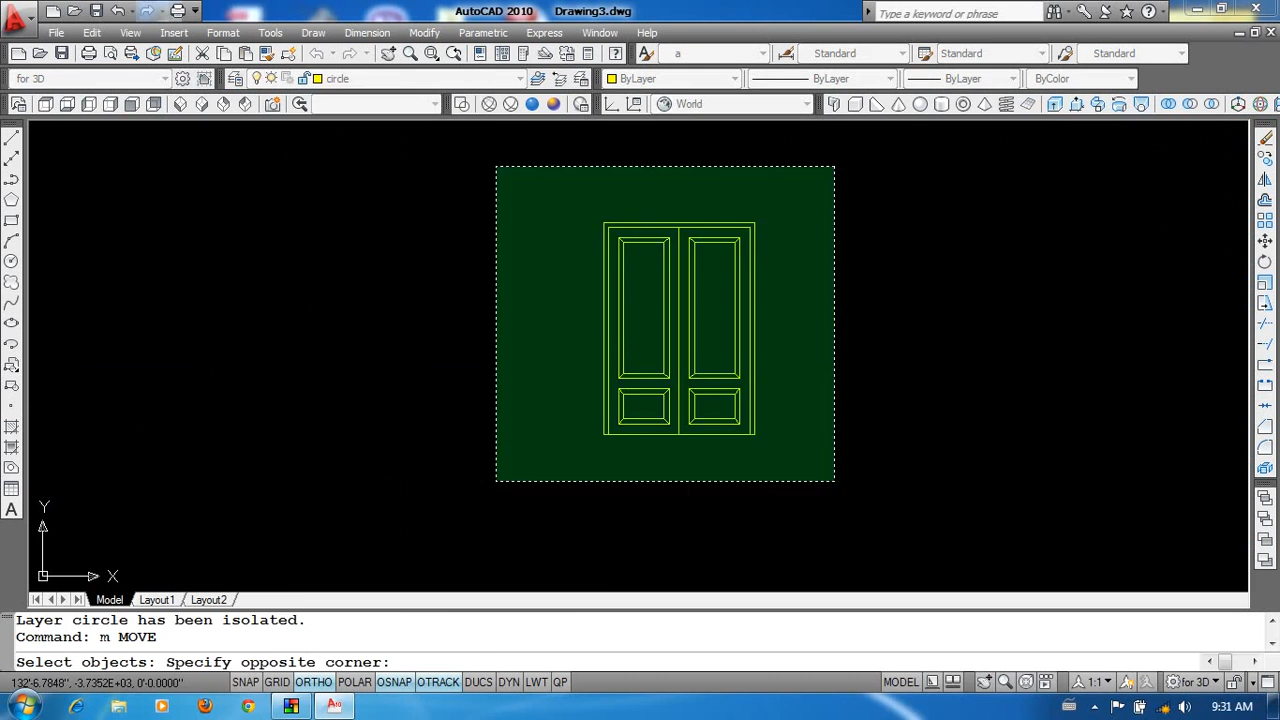 AutoCAD 2010 Drawing3.dwg
Type a keyword or phrase
File Edit View Insert Format Tools Draw Dimension Modify Parametric Express Window Help
a Standard Standard Standard
for 3D circle ByLayer ByLayer ByLayer ByColor
World
Y
X
Model Layout1 Layout2
Layer circle has been isolated.
Command: m MOVE
Select objects: Specify opposite corner:
132'-6.7848", -3.7352E+03, 0'-0.0000" SNAP GRID ORTHO POLAR OSNAP OTRACK DUCS DYN LWT QP MODEL 1:1 for 3D
9:31 AM